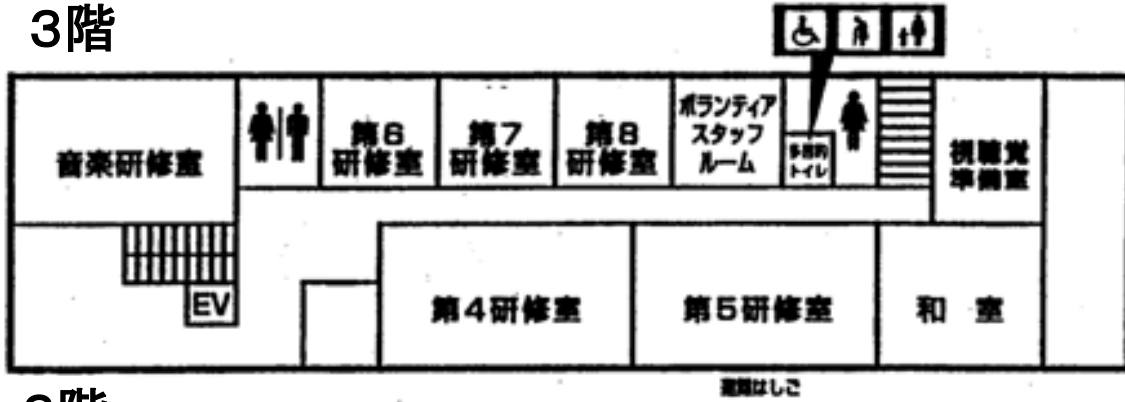 3階
音楽研修室
第6
研修室
第7
研修室
第8
研修室
ボランティア
スタッフ
ルーム
多目的
トイレ
視聴覚
準備室
EV
第4研修室
第5研修室
和 室
避難はしご